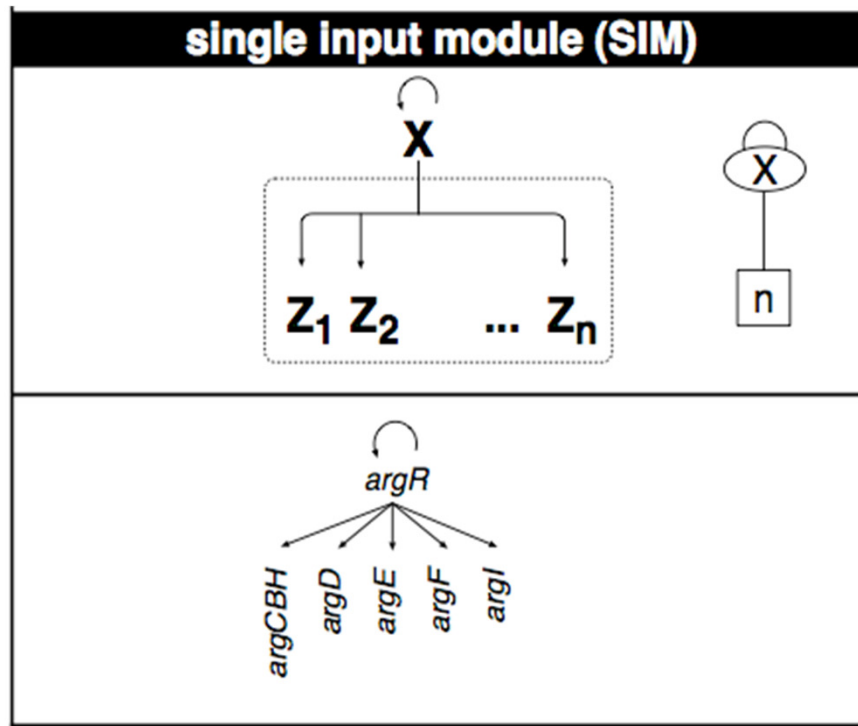 single input module (SIM)
X
X
Z1 Z2 ... Zn
n
argR
argCBH argD argE argF argI